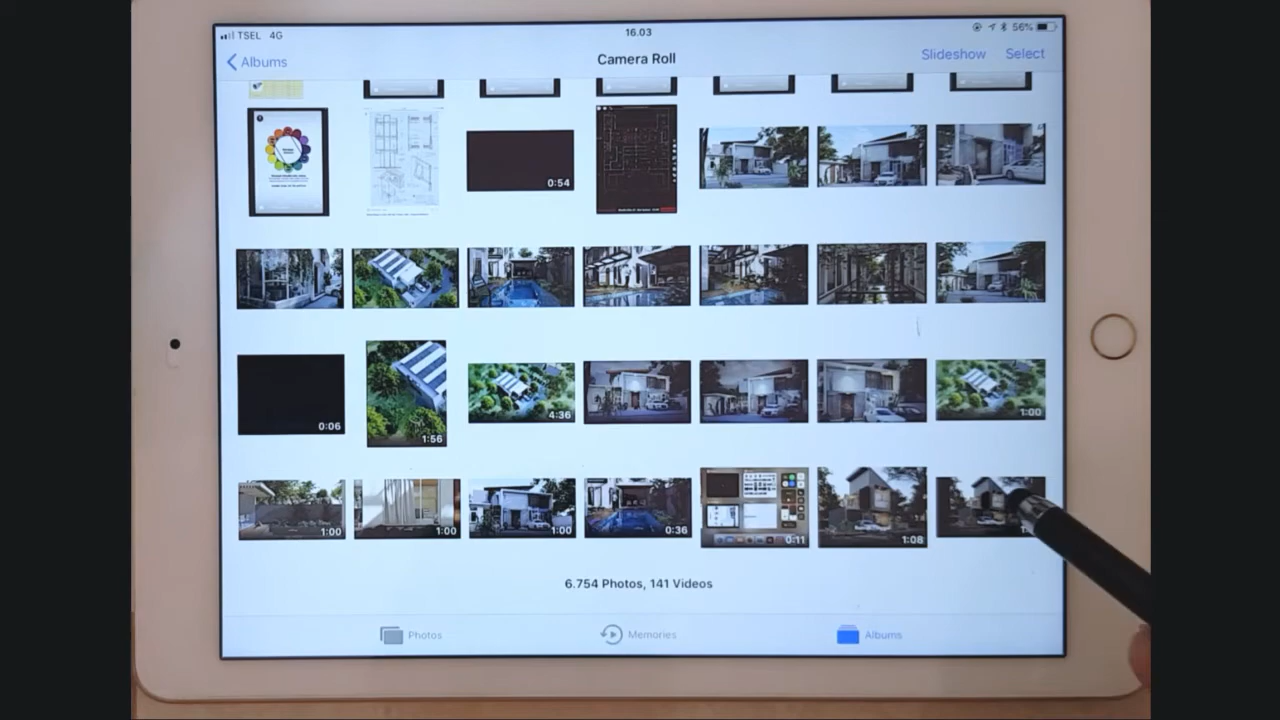 TSEL 4G
16.03
56%
Albums
Camera Roll
Slideshow Select
0:54
0:06
1:56
4:36
1:00
1:00
1:00
1:00
0:36
0:11
1:08
6.754 Photos, 141 Videos
Photos
Memories
Albums